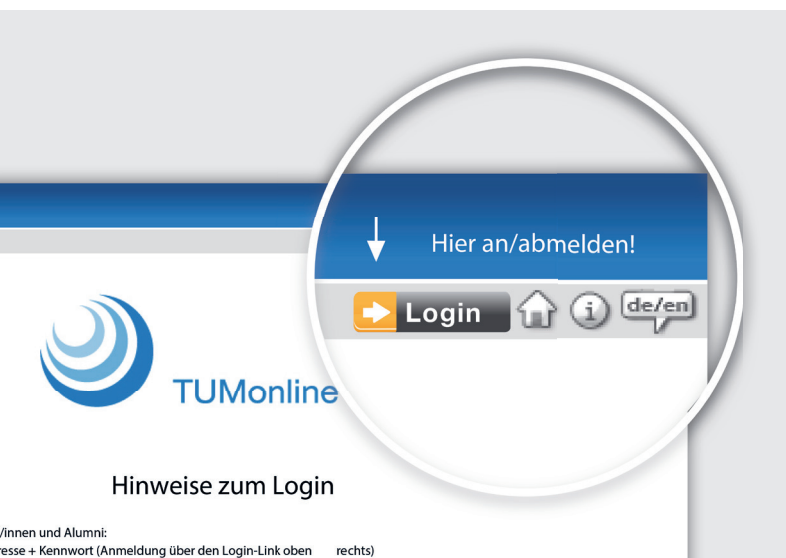 Hier an/abmelden!
Login i de/en
TUMonline
Hinweise zum Login
/innen und Alumni:
resse + Kennwort (Anmeldung über den Login-Link oben rechts)